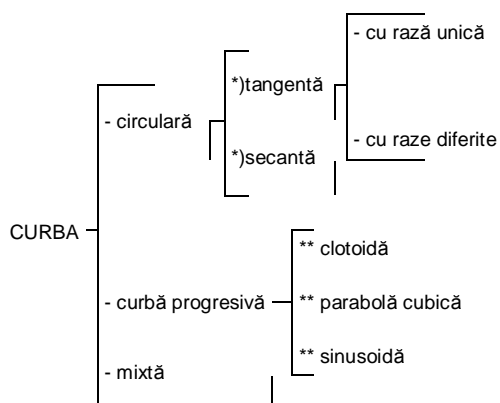 - cu rază unică
*)tangentă
- circulară
- cu raze diferite
*)secantă
CURBA
** clotoidă
- curbă progresivă
** parabolă cubică
** sinusoidă
- mixtă